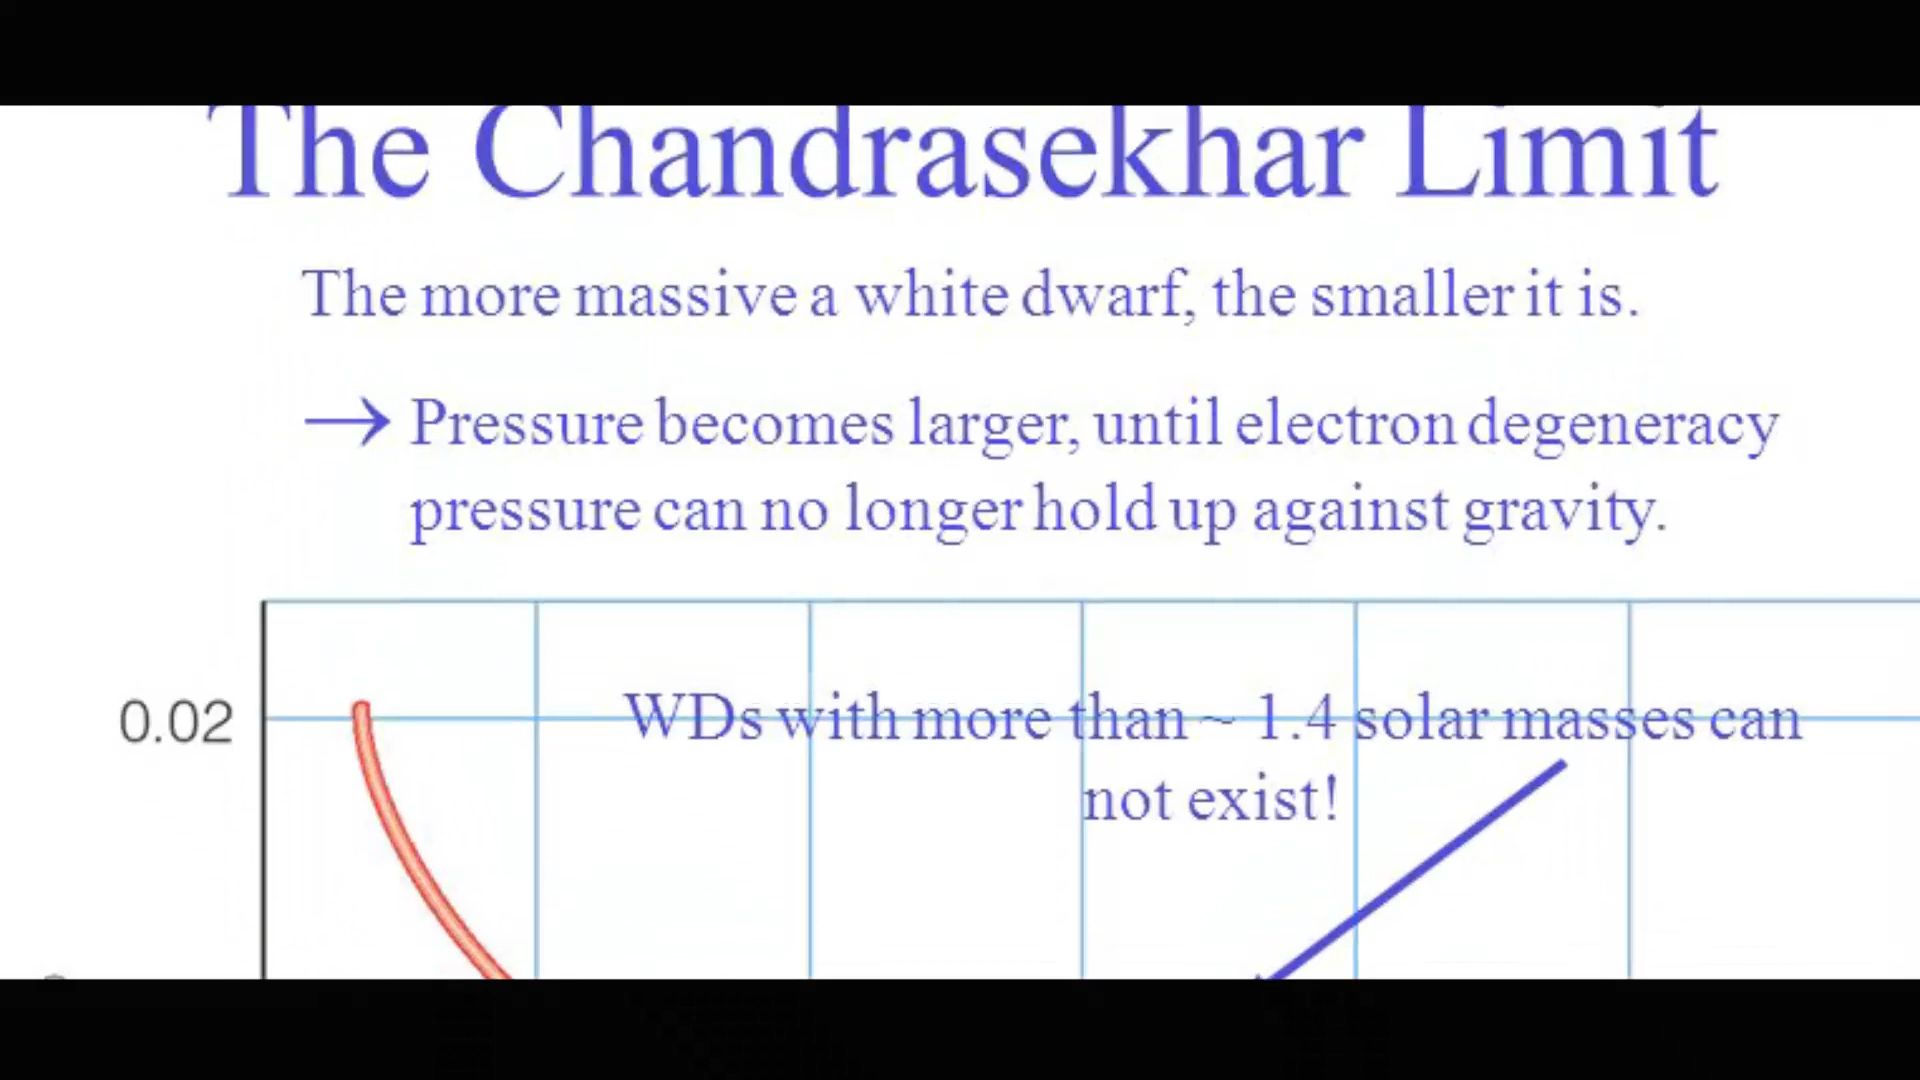 The Chandrasekhar Limit
The more massive a white dwarf, the smaller it is.
→ Pressure becomes larger, until electron degeneracy
pressure can no longer hold up against gravity.
0.02
WDs with more than ~ 1.4 solar masses can
not exist!